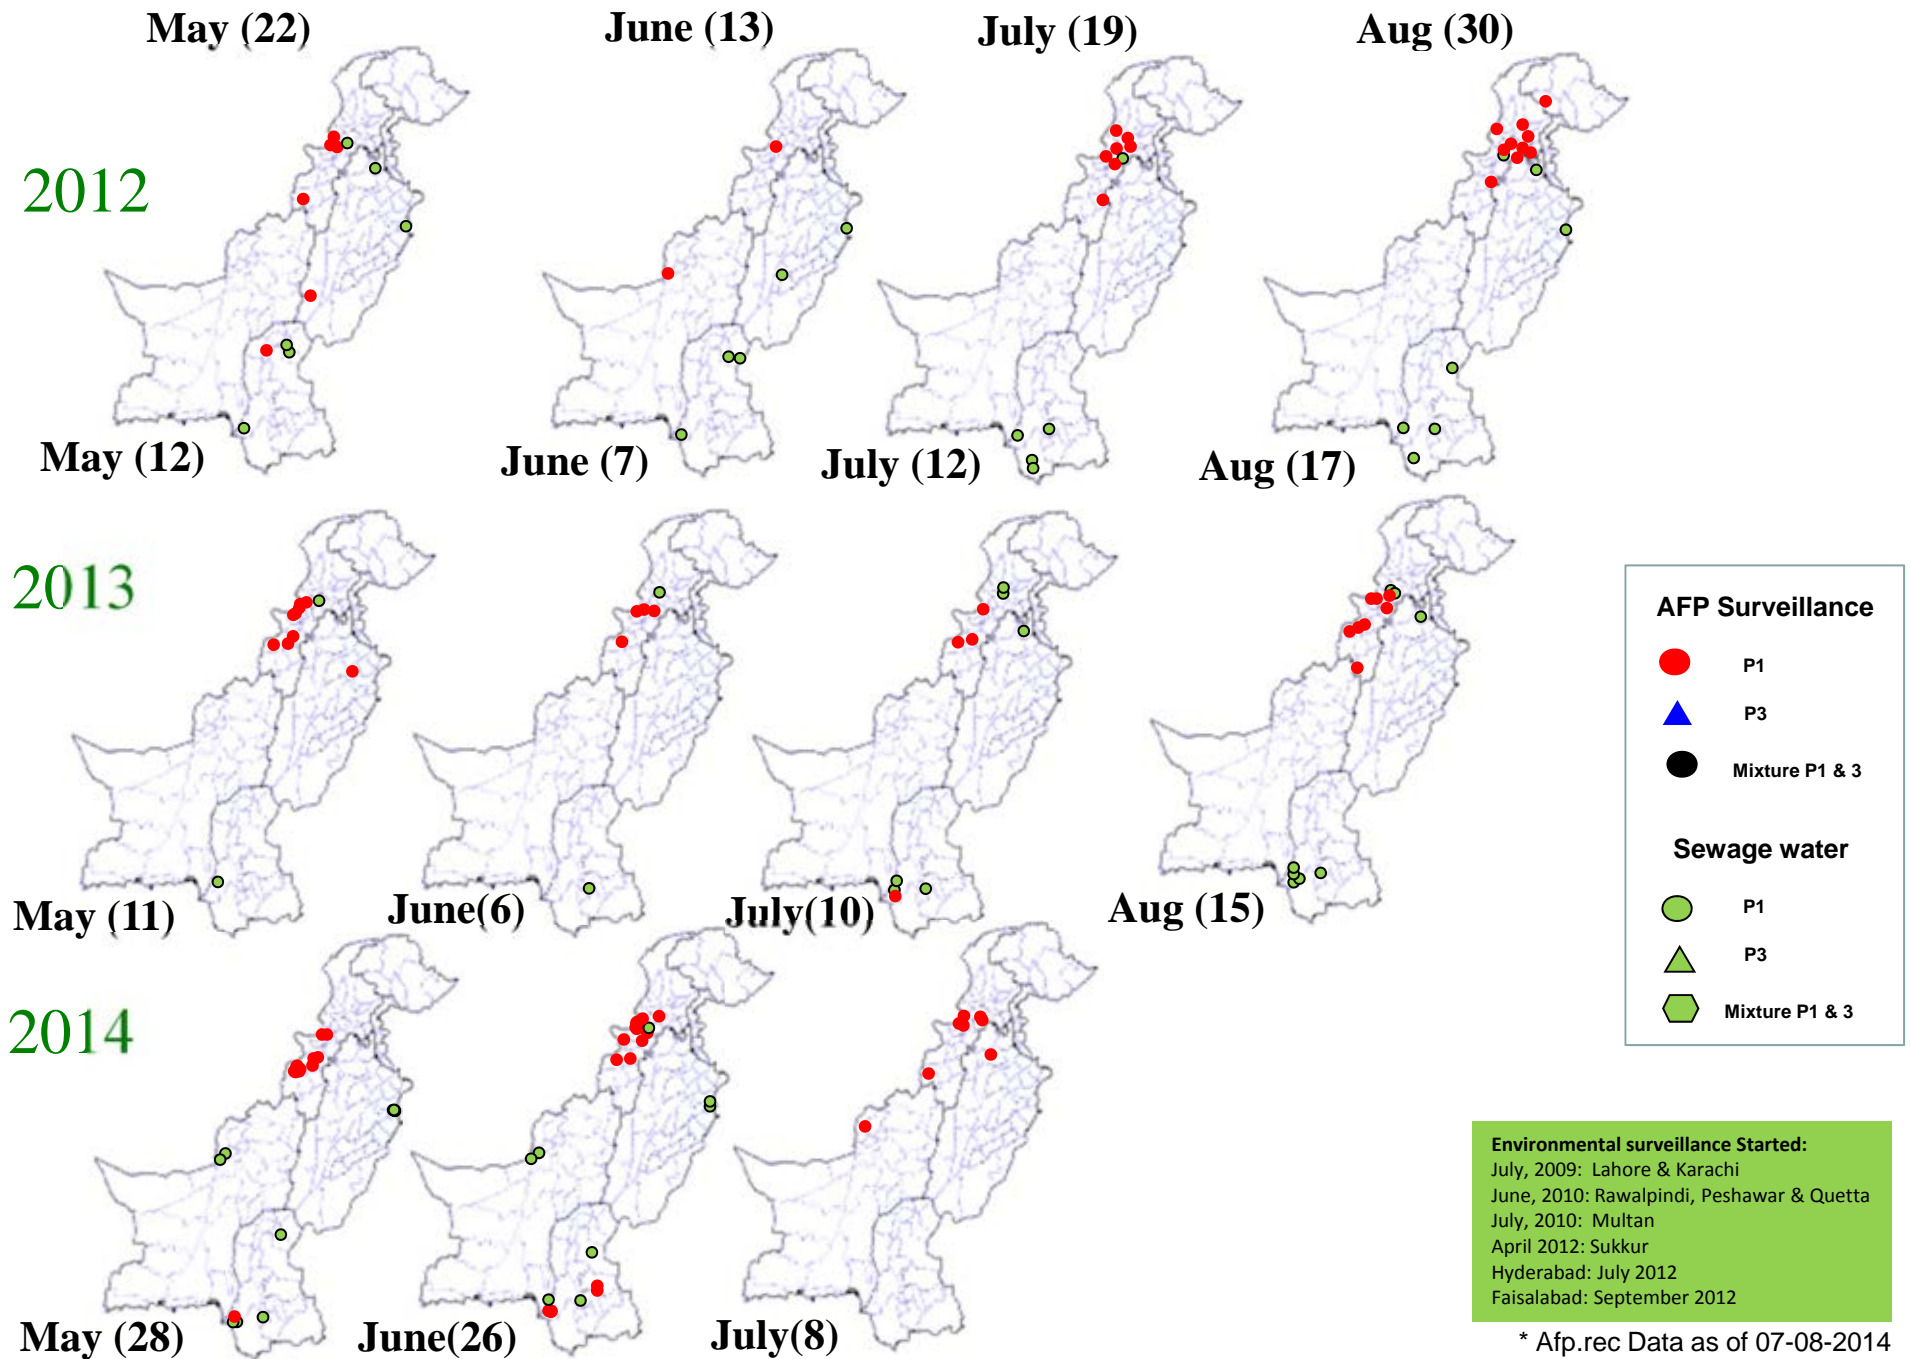 May (22)
June (13)
July (19)
Aug (30)
2012
May (12)
June (7)
July (12)
Aug (17)
2013
May (11)
June(6)
July(10)
Aug (15)
2014
May (28)
June(26)
July(8)
AFP Surveillance
P1
P3
Mixture P1 & 3
Sewage water
P1
P3
Mixture P1 & 3
Environmental surveillance Started:
July, 2009: Lahore & Karachi
June, 2010: Rawalpindi, Peshawar & Quetta
July, 2010: Multan
April 2012: Sukkur
Hyderabad: July 2012
Faisalabad: September 2012
* Afp.rec Data as of 07-08-2014